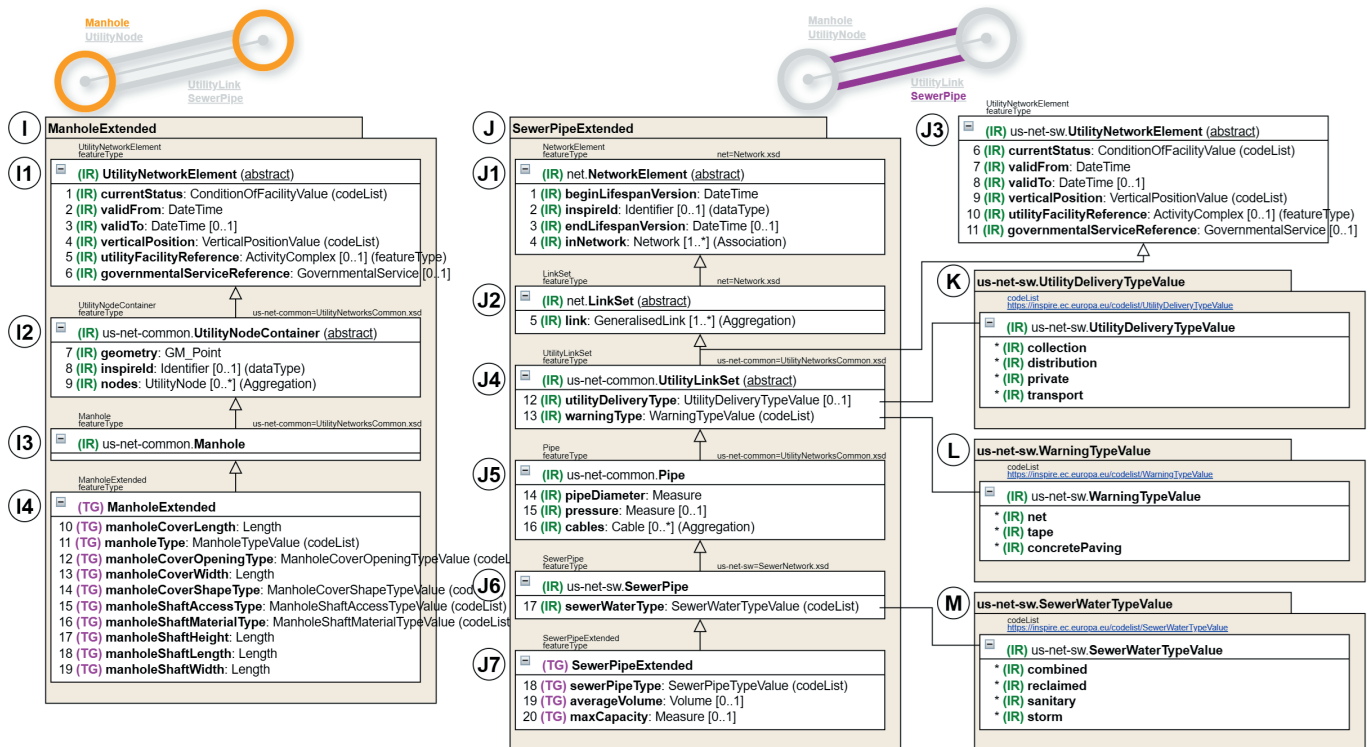 Manhole
UtilityNode
UtilityLink
SewerPipe
Manhole
UtilityNode
UtilityLink
SewerPipe
I
ManholeExtended
UtilityNetworkElement
featureType
I1
(IR) UtilityNetworkElement (abstract)
1 (IR) currentStatus: ConditionOfFacilityValue (codeList)
2 (IR) validFrom: DateTime
3 (IR) validTo: DateTime [0..1]
4 (IR) verticalPosition: VerticalPositionValue (codeList)
5 (IR) utilityFacilityReference: ActivityComplex [0..1] (featureType)
6 (IR) governmentalServiceReference: GovernmentalService [0..1]
UtilityNodeContainer
featureType
us-net-common=UtilityNetworksCommon.xsd
I2
(IR) us-net-common.UtilityNodeContainer (abstract)
7 (IR) geometry: GM_Point
8 (IR) inspireId: Identifier [0..1] (dataType)
9 (IR) nodes: UtilityNode [0..*] (Aggregation)
Manhole
featureType
us-net-common=UtilityNetworksCommon.xsd
I3
(IR) us-net-common.Manhole
ManholeExtended
featureType
I4
(TG) ManholeExtended
10 (TG) manholeCoverLength: Length
11 (TG) manholeType: ManholeTypeValue (codeList)
12 (TG) manholeCoverOpeningType: ManholeCoverOpeningTypeValue (codeL
13 (TG) manholeCoverWidth: Length
14 (TG) manholeCoverShapeType: ManholeCoverShapeTypeValue (cod
15 (TG) manholeShaftAccessType: ManholeShaftAccessTypeValue (codeList)
16 (TG) manholeShaftMaterialType: ManholeShaftMaterialTypeValue (codeList
17 (TG) manholeShaftHeight: Length
18 (TG) manholeShaftLength: Length
19 (TG) manholeShaftWidth: Length
J
SewerPipeExtended
NetworkElement
featureType
net=Network.xsd
J1
(IR) net.NetworkElement (abstract)
1 (IR) beginLifespanVersion: DateTime
2 (IR) inspireId: Identifier [0..1] (dataType)
3 (IR) endLifespanVersion: DateTime [0..1]
4 (IR) inNetwork: Network [1..*] (Association)
LinkSet
featureType
net=Network.xsd
J2
(IR) net.LinkSet (abstract)
5 (IR) link: GeneralisedLink [1..*] (Aggregation)
UtilityLinkSet
featureType
us-net-common=UtilityNetworksCommon.xsd
J4
(IR) us-net-common.UtilityLinkSet (abstract)
12 (IR) utilityDeliveryType: UtilityDeliveryTypeValue [0..1]
13 (IR) warningType: WarningTypeValue (codeList)
Pipe
featureType
us-net-common=UtilityNetworksCommon.xsd
J5
(IR) us-net-common.Pipe
14 (IR) pipeDiameter: Measure
15 (IR) pressure: Measure [0..1]
16 (IR) cables: Cable [0..*] (Aggregation)
SewerPipe
featureType
us-net-sw=SewerNetwork.xsd
J6
(IR) us-net-sw.SewerPipe
17 (IR) sewerWaterType: SewerWaterTypeValue (codeList)
SewerPipeExtended
featureType
J7
(TG) SewerPipeExtended
18 (TG) sewerPipeType: SewerPipeTypeValue (codeList)
19 (TG) averageVolume: Volume [0..1]
20 (TG) maxCapacity: Measure [0..1]
UtilityNetworkElement
featureType
J3
(IR) us-net-sw.UtilityNetworkElement (abstract)
6 (IR) currentStatus: ConditionOfFacilityValue (codeList)
7 (IR) validFrom: DateTime
8 (IR) validTo: DateTime [0..1]
9 (IR) verticalPosition: VerticalPositionValue (codeList)
10 (IR) utilityFacilityReference: ActivityComplex [0..1] (featureType)
11 (IR) governmentalServiceReference: GovernmentalService [0..1]
K
us-net-sw.UtilityDeliveryTypeValue
codeList
https://inspire.ec.europa.eu/codelist/UtilityDeliveryTypeValue
(IR) us-net-sw.UtilityDeliveryTypeValue
* (IR) collection
* (IR) distribution
* (IR) private
* (IR) transport
L
us-net-sw.WarningTypeValue
codeList
https://inspire.ec.europa.eu/codelist/WarningTypeValue
(IR) us-net-sw.WarningTypeValue
* (IR) net
* (IR) tape
* (IR) concretePaving
M
us-net-sw.SewerWaterTypeValue
codeList
https://inspire.ec.europa.eu/codelist/SewerWaterTypeValue
(IR) us-net-sw.SewerWaterTypeValue
* (IR) combined
* (IR) reclaimed
* (IR) sanitary
* (IR) storm